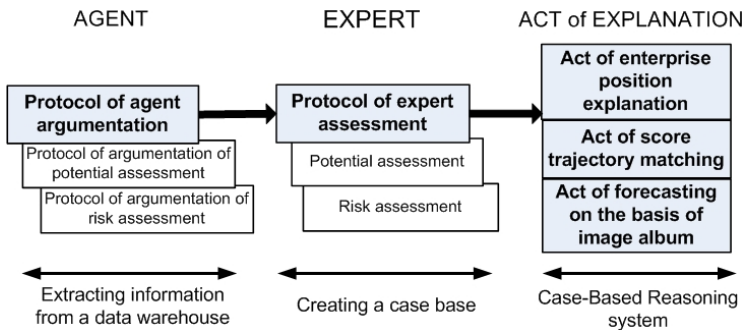 AGENT
EXPERT
ACT of EXPLANATION
Protocol of agent
argumentation
Protocol of argumentation of
potential assessment
Protocol of argumentation of
risk assessment
Protocol of expert
assessment
Potential assessment
Risk assessment
Act of enterprise
position
explanation
Act of score
trajectory matching
Act of forecasting
on the basis of
image album
Extracting information
from a data warehouse
Creating a case base
Case-Based Reasoning
system